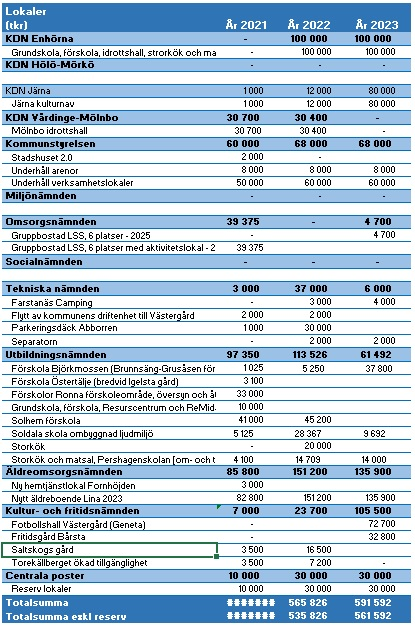 Lokaler
(tkr) År 2021 År 2022 År 2023
KDN Enhörna - 100 000 100 000
Grundskola, förskola, idrottshall, strorkök och ma - 100 000 100 000
KDN Hölö-Mörkö
KDN Järna 1 000 12 000 80 000
Järna kulturnav 1 000 12 000 80 000
KDN Vårdinge-Mölnbo 30 700 30 400 -
Mölnbo idrottshall 30 700 30 400 -
Kommunstyrelsen 60 000 68 000 68 000
Stadshuset 2.0 2 000 -
Underhåll arenor 8 000 8 000 8 000
Underhåll verksamhetslokaler 50 000 60 000 60 000
Miljönämnden
Omsorgsnämnden 39 375 - 4 700
Gruppbostad LSS, 6 platser - 2025 4 700
Gruppbostad LSS, 6 platser med aktivitetslokal - 2 39 375
Socialnämnden
Tekniska nämnden 3 000 37 000 6 000
Farstanäs Camping - 3 000 4 000
Flytt av kommunens driftenhet till Västergård 2 000 2 000
Parkeringsdäck Abborren 1 000 30 000
Separatorn - 2 000 2 000
Utbildningsnämnden 97 350 113 526 61 492
Förskola Björkmossen (Brunnsäng-Grusåsen för 1 025 5 250 37 800
Förskola Östertälje (bredvid Igelsta gård) 3 100
Förskolor Ronna förskoleområde, översyn och å 33 000
Grundskola, förskola, Resurscentrum och ReMid 10 000
Solhem förskola 41 000 45 200
Soldala skola ombyggnad ljudmiljö 5 125 28 367 9 692
Storkök - 20 000
Storkök och matsal, Pershagenskolan [om- och t 4 100 14 709 14 000
Äldreomsorgsnämnden 85 800 151 200 135 900
Ny hemtjänstlokal Fornhöjden 3 000
Nytt äldreboende Lina 2023 82 800 151 200 135 900
Kultur- och fritidsnämnden 7 000 23 700 105 500
Fotbollshall Västergård (Geneta) - 72 700
Fritidsgård Bårsta - 32 800
Saltskogs gård 3 500 16 500
Torekällberget ökad tillgänglighet 3 500 7 200 -
Centrala poster 10 000 30 000 30 000
Reserv lokaler 10 000 30 000 30 000
Totalsumma ####### 565 826 591 592
Totalsumma exkl reserv ####### 535 826 561 592